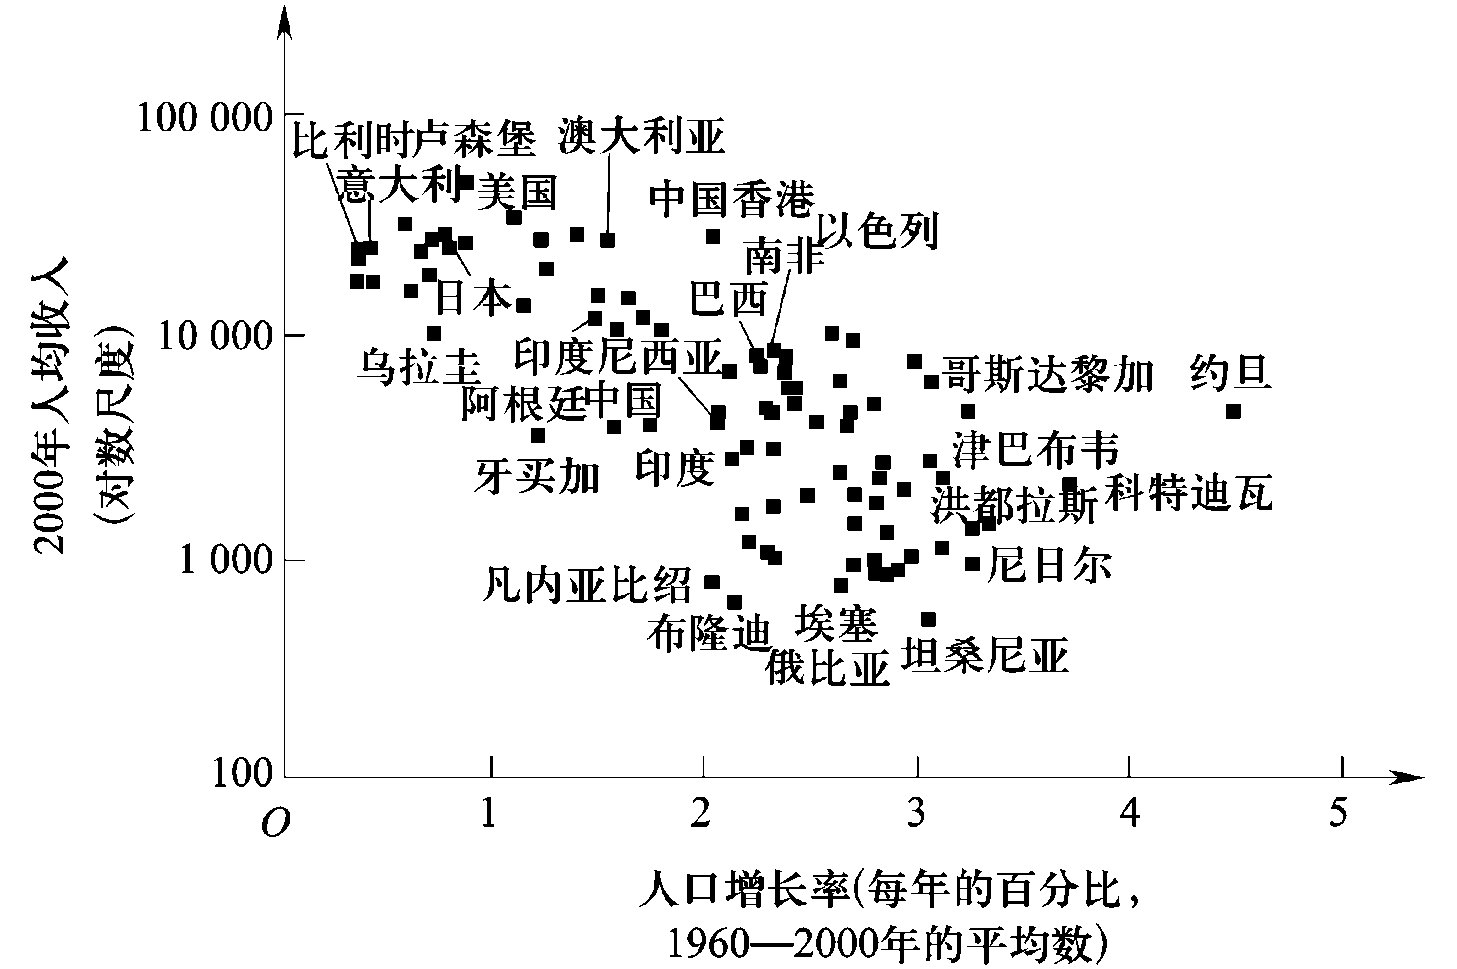 100 000
比利时
卢森堡
澳大利亚
意大利
美国
中国香港
以色列
南非
日本
巴西
10 000
乌拉圭
印度尼西亚
哥斯达黎加
约旦
阿根廷
中国
牙买加
印度
津巴布韦
洪都拉斯
科特迪瓦
1 000
凡内亚比绍
尼日尔
布隆迪
埃塞
俄比亚
坦桑尼亚
100
O
1
2
3
4
5
2000年人均收入
(对数尺度)
人口增长率(每年的百分比,
1960—2000年的平均数)